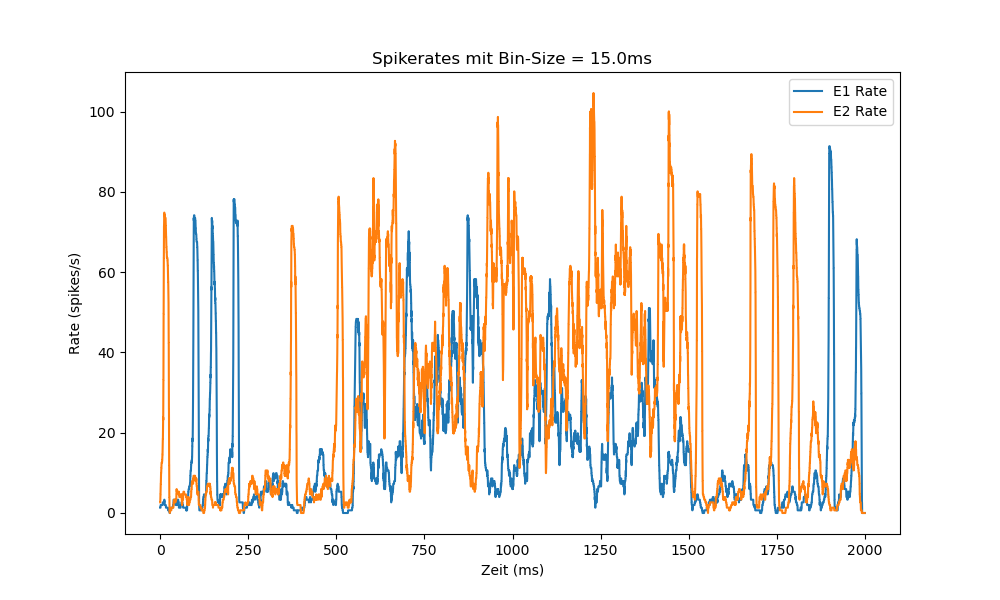 Spikerates mit Bin-Size = 15.0ms
E1 Rate
E2 Rate
Rate (spikes/s)
100
80
60
40
20
0
0 250 500 750 1000 1250 1500 1750 2000
Zeit (ms)